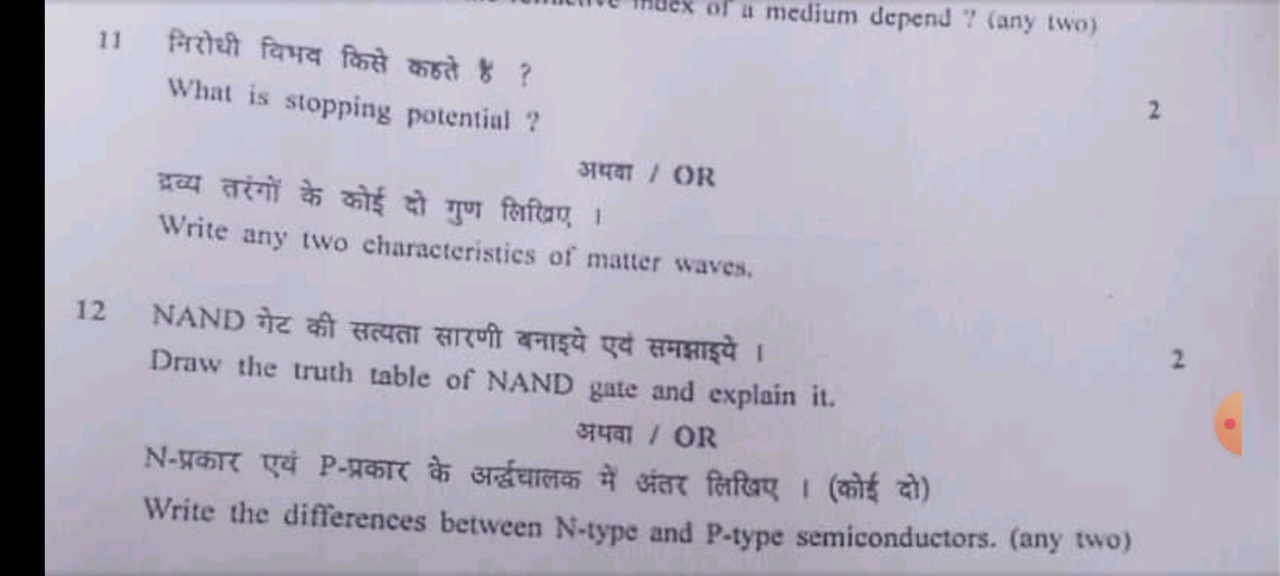 index of a medium depend ? (any two)
11 निरोधी विभव किसे कहते हैं ?
What is stopping potential ?
2
अथवा / OR
द्रव्य तरंगों के कोई दो गुण लिखिए ।
Write any two characteristics of matter waves.
12 NAND गेट की सत्यता सारणी बनाइये एवं समझाइये ।
Draw the truth table of NAND gate and explain it.
2
अथवा / OR
N-प्रकार एवं P-प्रकार के अर्द्धचालक में अंतर लिखिए । (कोई दो)
Write the differences between N-type and P-type semiconductors. (any two)